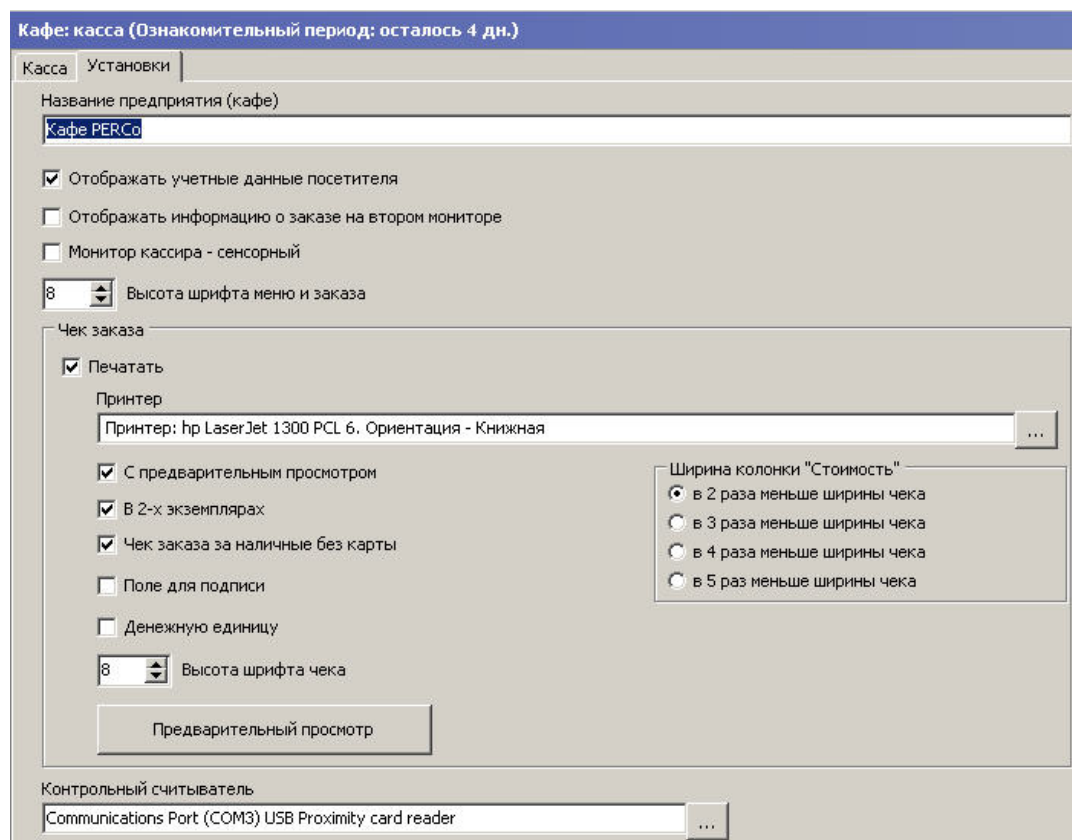 Кафе: касса (Ознакомительный период: осталось 4 дн.)
Касса Установки
Название предприятия (кафе)
Кафе PERCo
Отображать учетные данные посетителя
Отображать информацию о заказе на втором мониторе
Монитор кассира - сенсорный
8 Высота шрифта меню и заказа
Чек заказа
Печатать
Принтер
Принтер: hp LaserJet 1300 PCL 6. Ориентация - Книжная ...
С предварительным просмотром
В 2-х экземплярах
Чек заказа за наличные без карты
Поле для подписи
Денежную единицу
8 Высота шрифта чека
Предварительный просмотр
Ширина колонки "Стоимость"
в 2 раза меньше ширины чека
в 3 раза меньше ширины чека
в 4 раза меньше ширины чека
в 5 раз меньше ширины чека
Контрольный считыватель
Communications Port (COM3) USB Proximity card reader ...